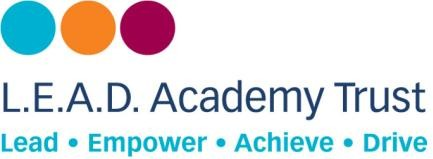 L.E.A.D. Academy Trust
Lead • Empower • Achieve • Drive